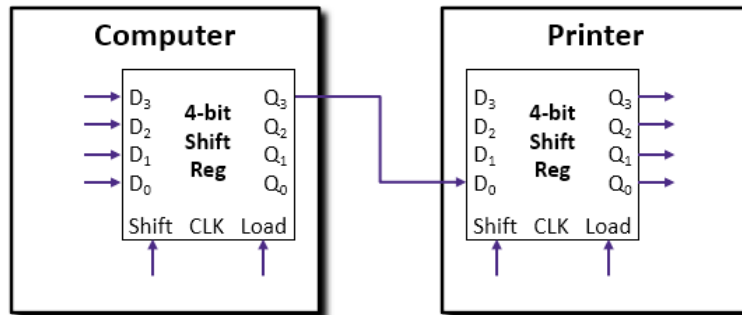 Computer
Printer
D₃ 4-bit Q₃
D₂ Shift Q₂
D₁ Reg Q₁
D₀ Q₀
Shift CLK Load
D₃ 4-bit Q₃
D₂ Shift Q₂
D₁ Reg Q₁
D₀ Q₀
Shift CLK Load